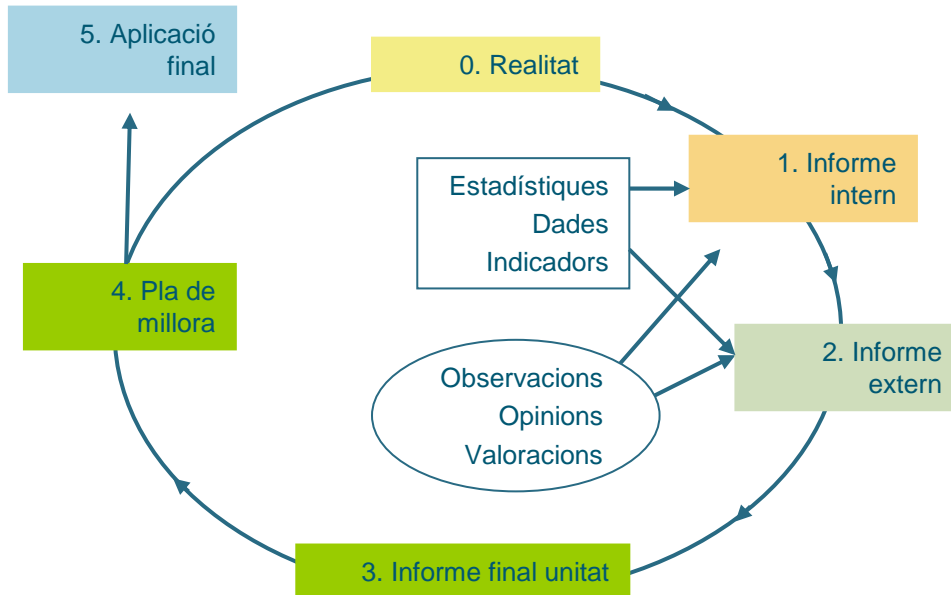 5. Aplicació
final
0. Realitat
1. Informe
intern
Estadístiques
Dades
Indicadors
4. Pla de
millora
2. Informe
extern
Observacions
Opinions
Valoracions
3. Informe final unitat